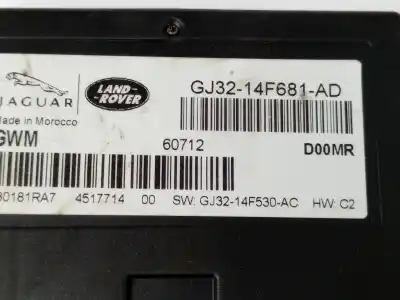 GJ32-14F681-AD
JAGUAR
LAND-
ROVER
Made in Morocco
GWM
60712
D00MR
80181RA7 4517714 00 SW: GJ32-14F530-AC HW: C2